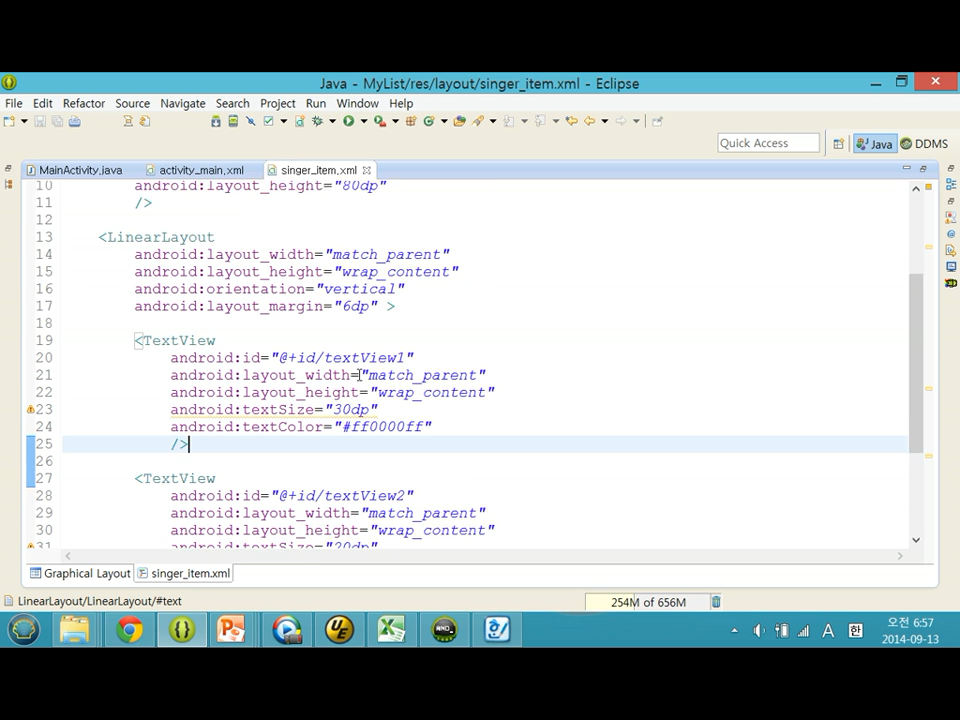 Java - MyList/res/layout/singer_item.xml - Eclipse
File Edit Refactor Source Navigate Search Project Run Window Help
Quick Access Java DDMS
MainActivity.java activity_main.xml singer_item.xml
10 android:layout_height="80dp"
11 />
12
13 <LinearLayout
14 android:layout_width="match_parent"
15 android:layout_height="wrap_content"
16 android:orientation="vertical"
17 android:layout_margin="6dp" >
18
19 <TextView
20 android:id="@+id/textView1"
21 android:layout_width="match_parent"
22 android:layout_height="wrap_content"
23 android:textSize="30dp"
24 android:textColor="#ff0000ff"
25 />
26
27 <TextView
28 android:id="@+id/textView2"
29 android:layout_width="match_parent"
30 android:layout_height="wrap_content"
31 android:textSize="20dp"
Graphical Layout singer_item.xml
LinearLayout/LinearLayout/#text
254M of 656M
A 한 오전 6:57
2014-09-13